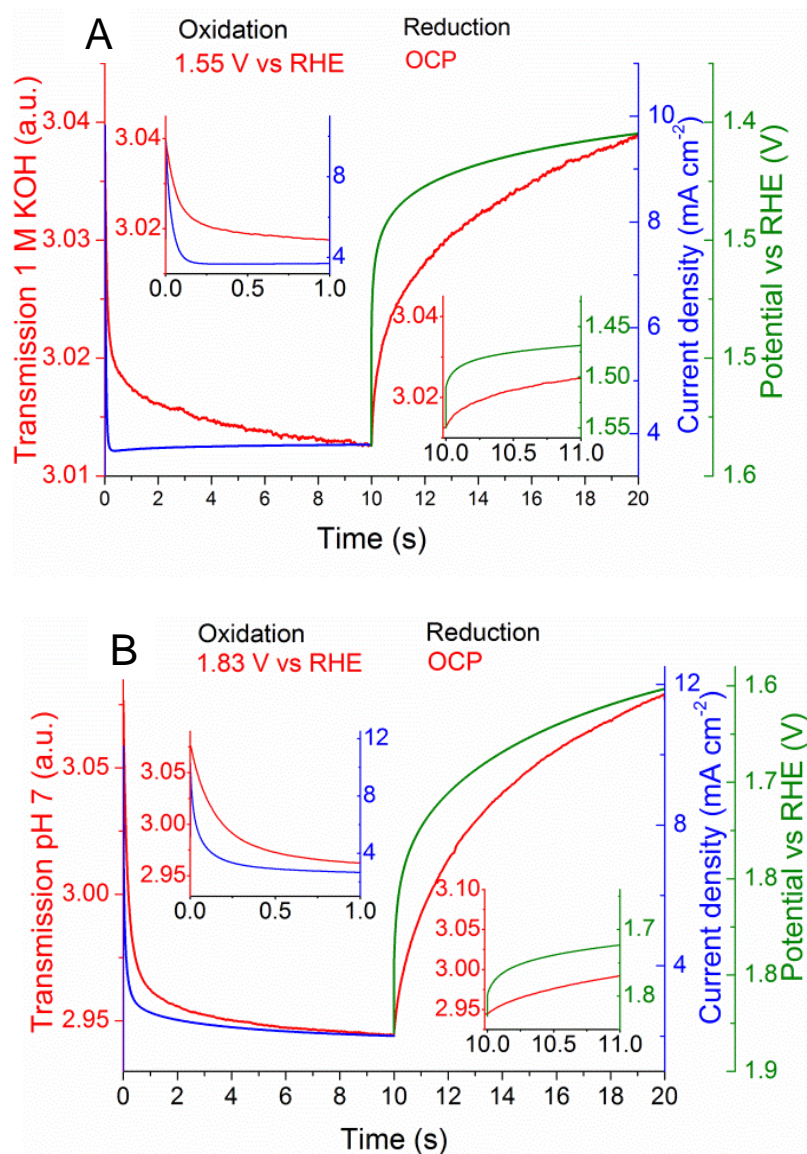 A
Oxidation
1.55 V vs RHE
Reduction
OCP
Transmission 1 M KOH (a.u.)
3.04
3.03
3.02
3.01
3.04
3.02
8
4
0.0 0.5 1.0
3.04
3.02
1.45
1.50
1.55
10.0 10.5 11.0
10
8
6
4
Current density (mA cm-2)
1.4
1.5
1.5
1.6
Potential vs RHE (V)
0 2 4 6 8 10 12 14 16 18 20
Time (s)
B
Oxidation
1.83 V vs RHE
Reduction
OCP
Transmission pH 7 (a.u.)
3.05
3.00
2.95
3.05
3.00
2.95
12
8
4
0.0 0.5 1.0
3.10
3.05
3.00
2.95
1.7
1.8
10.0 10.5 11.0
12
8
4
Current density (mA cm-2)
1.6
1.7
1.8
1.8
1.9
Potential vs RHE (V)
0 2 4 6 8 10 12 14 16 18 20
Time (s)